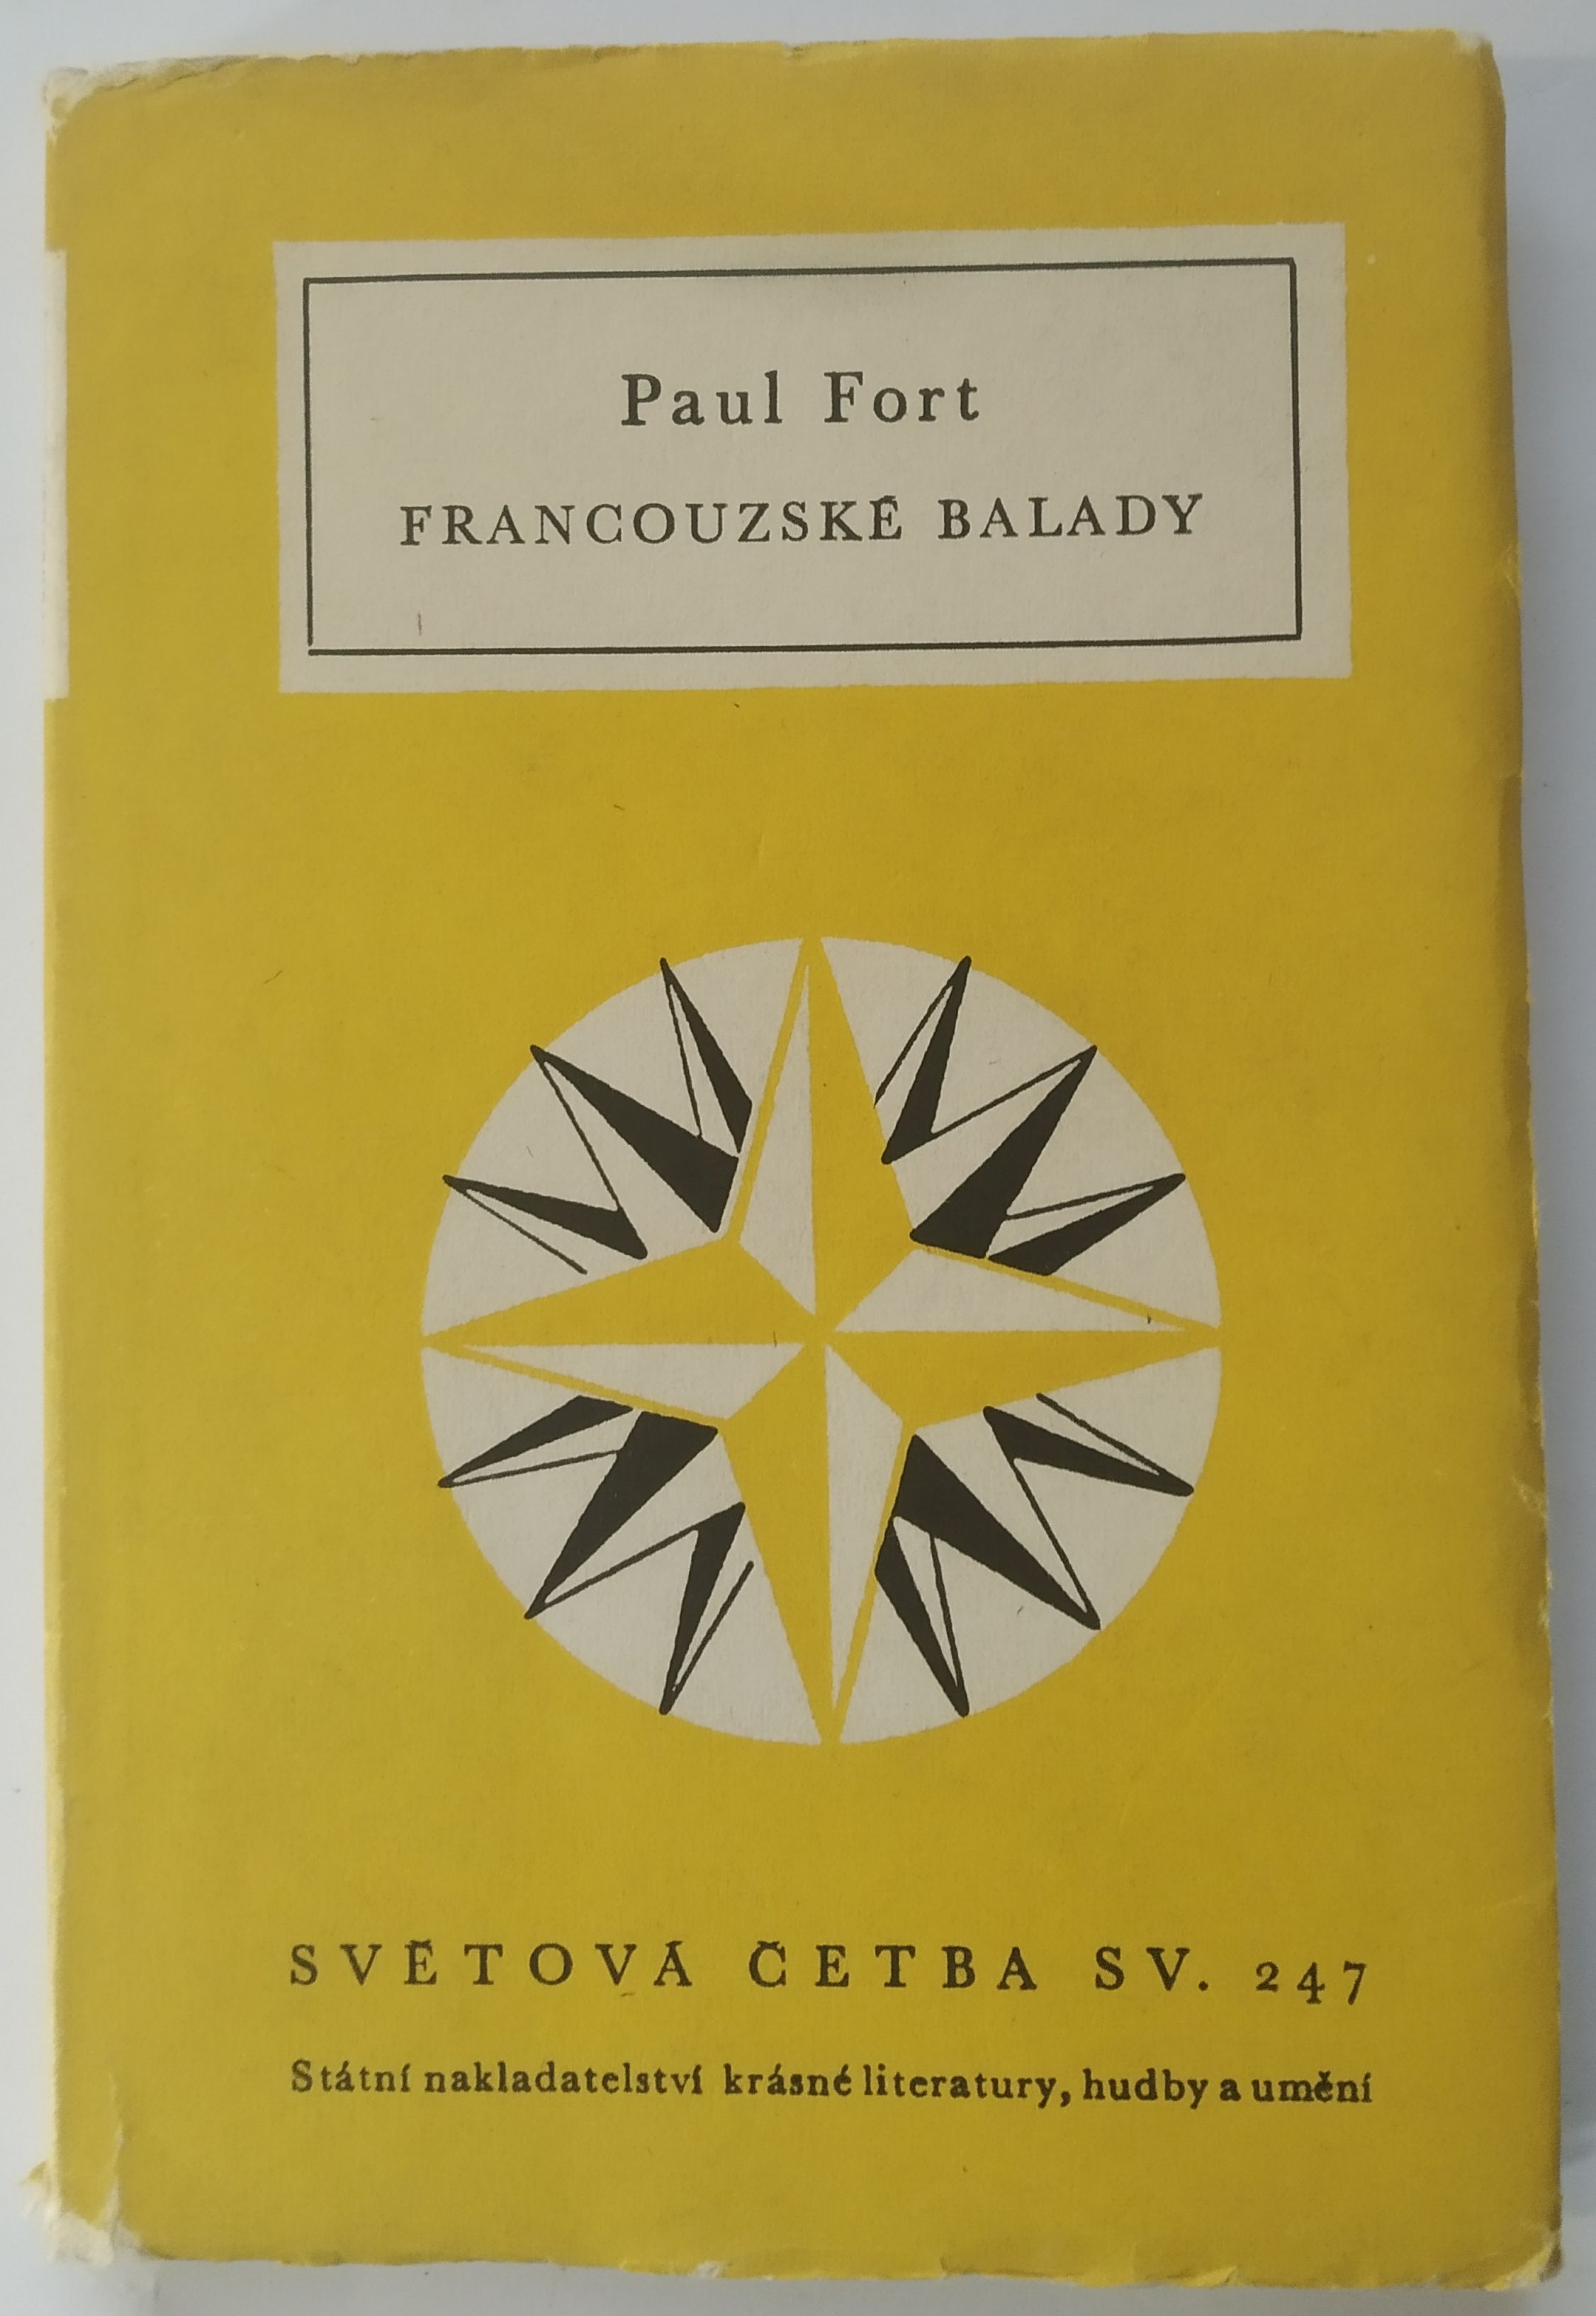 Paul Fort
FRANCOUZSKÉ BALADY
SVĚTOVÁ ČETBA SV. 247
Státní nakladatelství krásné literatury, hudby a umění